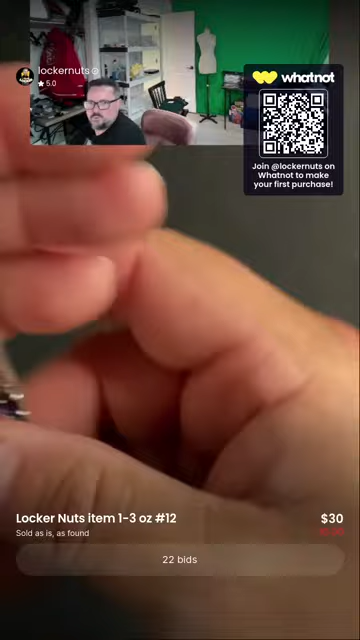 lockernuts
5.0
whatnot
Join @lockernuts on
Whatnot to make
your first purchase!
Locker Nuts item 1-3 oz #12
$30
Sold as is, as found
22 bids